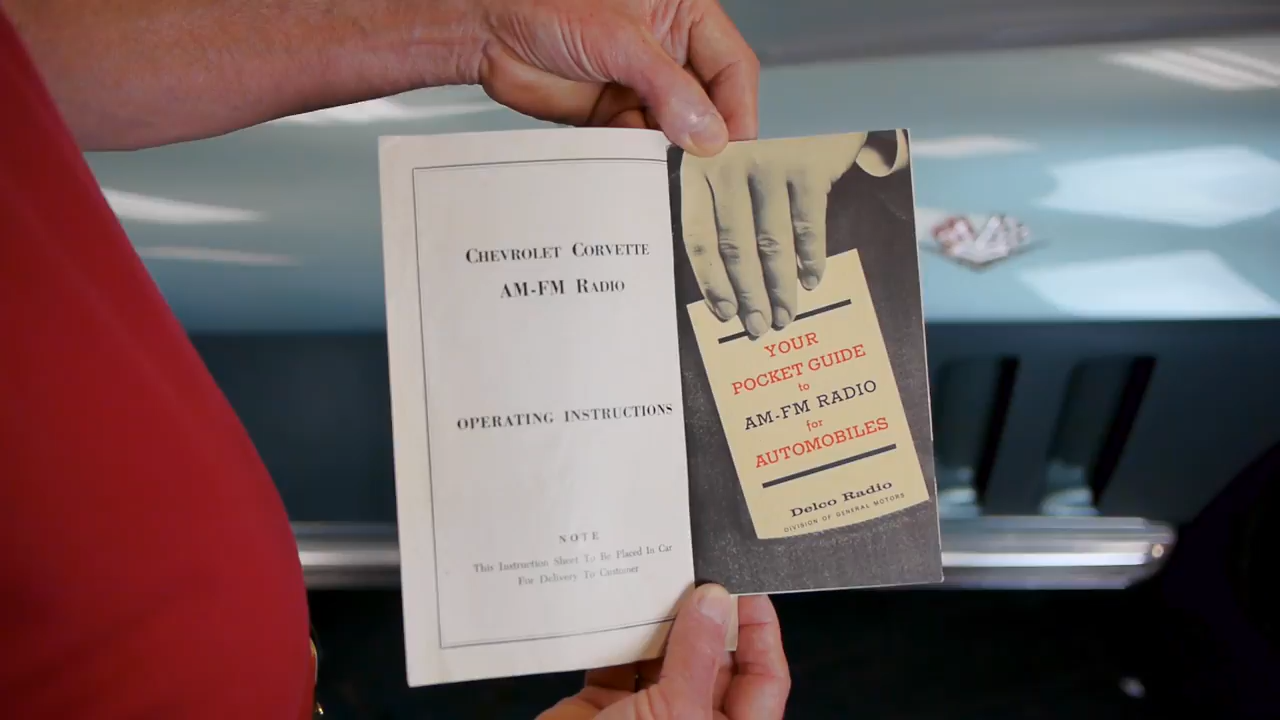 CHEVROLET CORVETTE
AM-FM RADIO
OPERATING INSTRUCTIONS
NOTE
This Instruction Sheet To Be Placed In Car
For Delivery To Customer
YOUR
POCKET GUIDE
to
AM-FM RADIO
for
AUTOMOBILES
Delco Radio
DIVISION OF GENERAL MOTORS